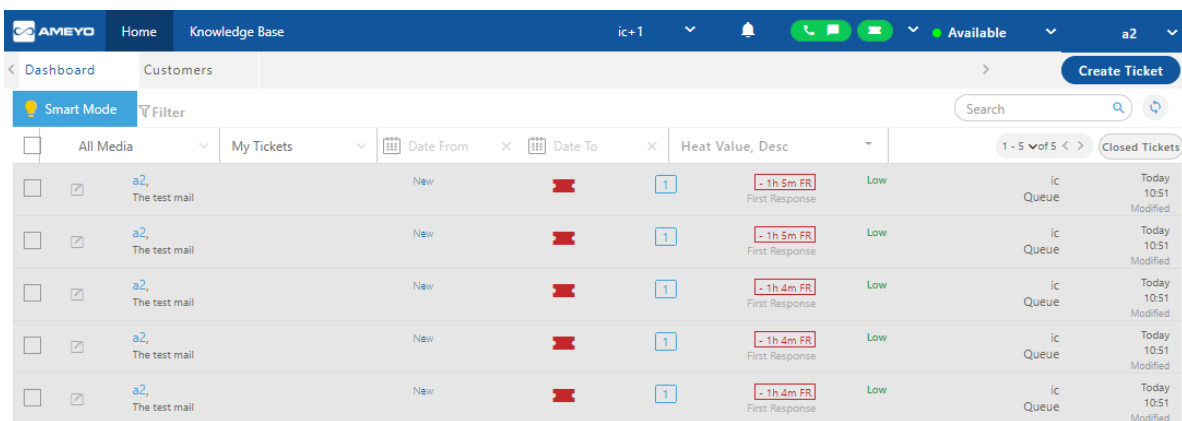 AMEYO Home Knowledge Base ic+1 Available a2
Dashboard Customers Create Ticket
Smart Mode Filter Search
All Media My Tickets Date From Date To Heat Value, Desc 1 - 5 of 5 Closed Tickets
a2, New 1 - 1h 5m FR Low ic Today
The test mail First Response Queue 10:51
Modified
a2, New 1 - 1h 5m FR Low ic Today
The test mail First Response Queue 10:51
Modified
a2, New 1 - 1h 4m FR Low ic Today
The test mail First Response Queue 10:51
Modified
a2, New 1 - 1h 4m FR Low ic Today
The test mail First Response Queue 10:51
Modified
a2, New 1 - 1h 4m FR Low ic Today
The test mail First Response Queue 10:51
Modified